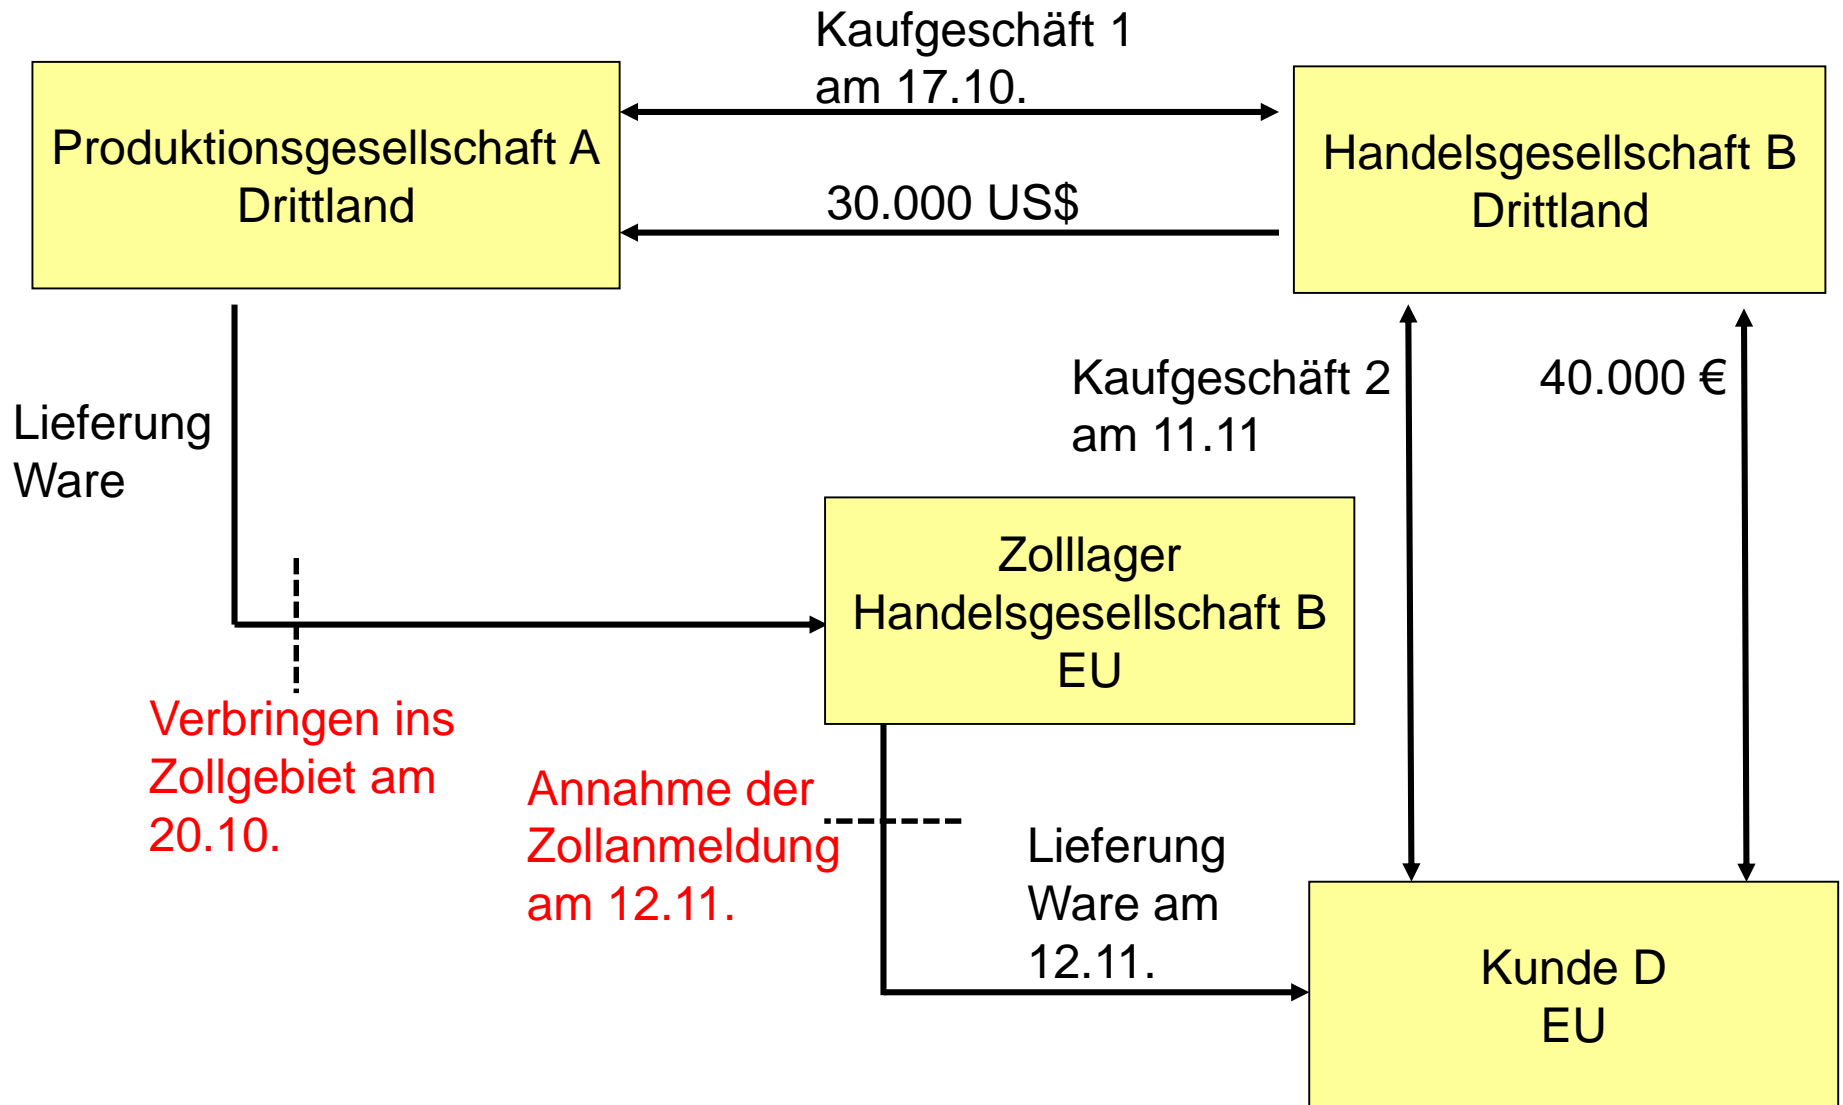 Kaufgeschäft 1
am 17.10.
Produktionsgesellschaft A
Drittland
30.000 US$
Handelsgesellschaft B
Drittland
Lieferung
Ware
Kaufgeschäft 2
am 11.11
40.000 €
Zolllager
Handelsgesellschaft B
EU
Verbringen ins
Zollgebiet am
20.10.
Annahme der
Zollanmeldung
am 12.11.
Lieferung
Ware am
12.11.
Kunde D
EU